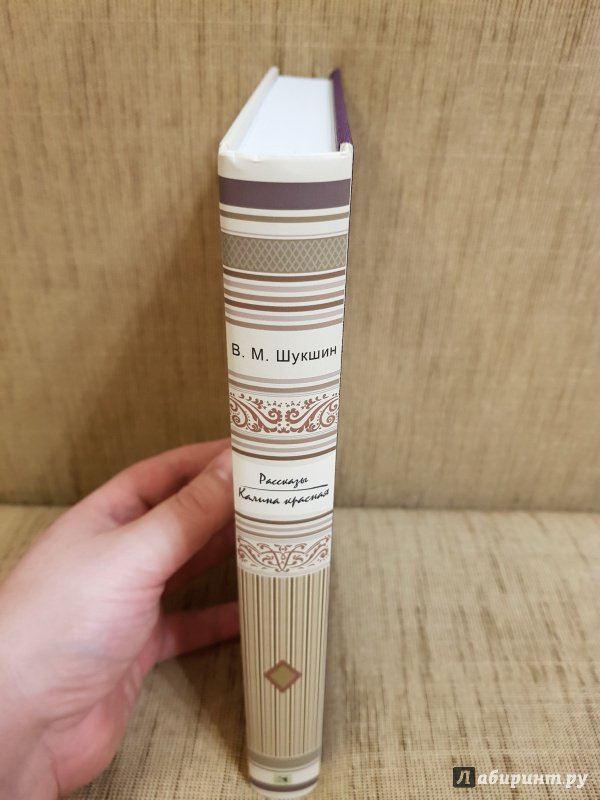 В. М. Шукшин
Рассказы
Калина красная
Лабиринт.ру